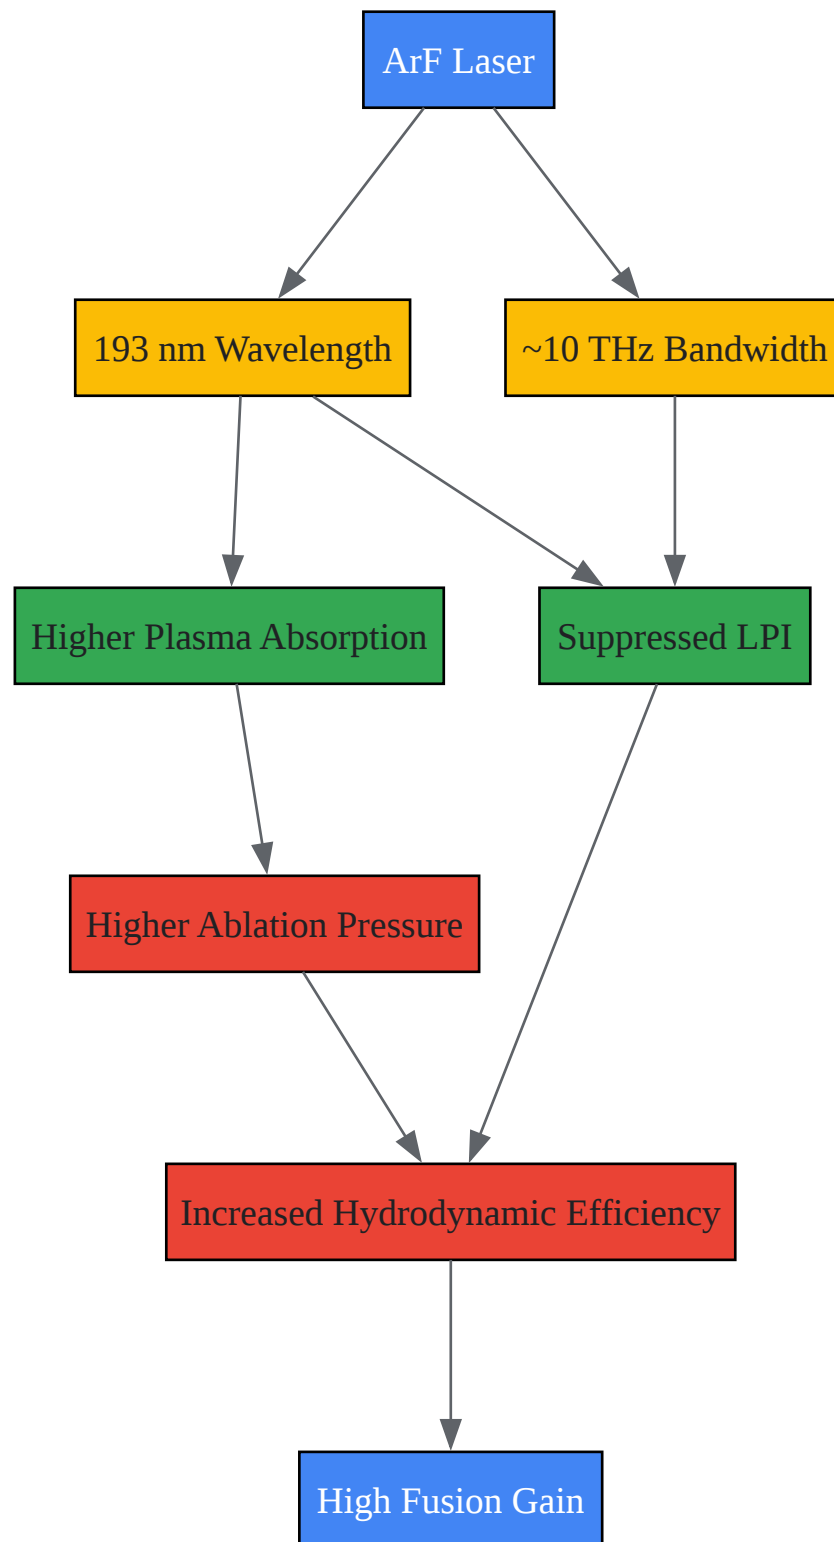 ArF Laser
193 nm Wavelength
~10 THz Bandwidth
Higher Plasma Absorption
Suppressed LPI
Higher Ablation Pressure
Increased Hydrodynamic Efficiency
High Fusion Gain